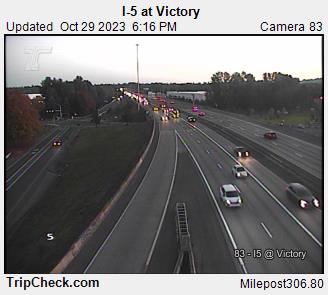 I-5 at Victory
Updated Oct 29 2023 6:16 PM Camera 83
83 - I5 @ Victory
TripCheck.com Milepost306.80